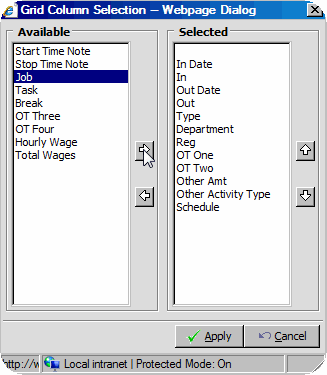 Grid Column Selection -- Webpage Dialog
Available
Start Time Note
Stop Time Note
Job
Task
Break
OT Three
OT Four
Hourly Wage
Total Wages
Selected
In Date
In
Out Date
Out
Type
Department
Reg
OT One
OT Two
Other Amt
Other Activity Type
Schedule
Apply
Cancel
http://w
Local intranet | Protected Mode: On